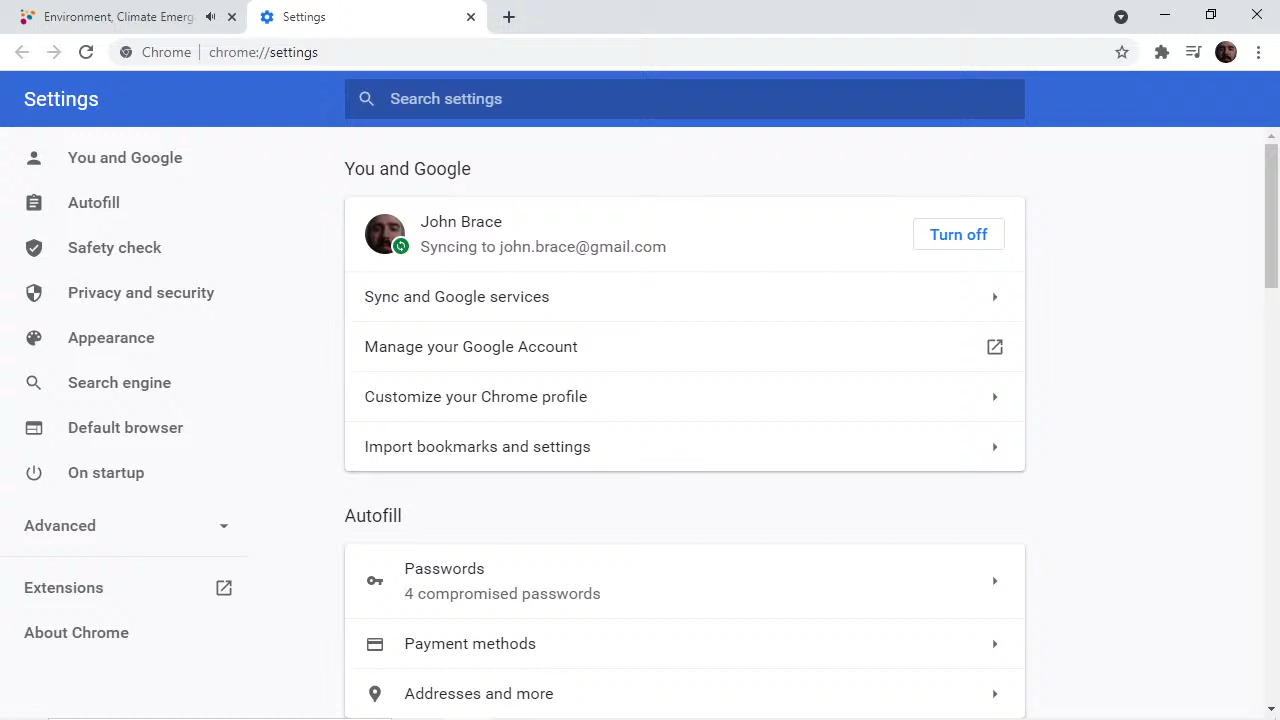 Environment, Climate Emerg
Settings
Chrome
chrome://settings
Settings
Search settings
You and Google
Autofill
Safety check
Privacy and security
Appearance
Search engine
Default browser
On startup
Advanced
Extensions
About Chrome
You and Google
John Brace
Syncing to john.brace@gmail.com
Turn off
Sync and Google services
Manage your Google Account
Customize your Chrome profile
Import bookmarks and settings
Autofill
Passwords
4 compromised passwords
Payment methods
Addresses and more